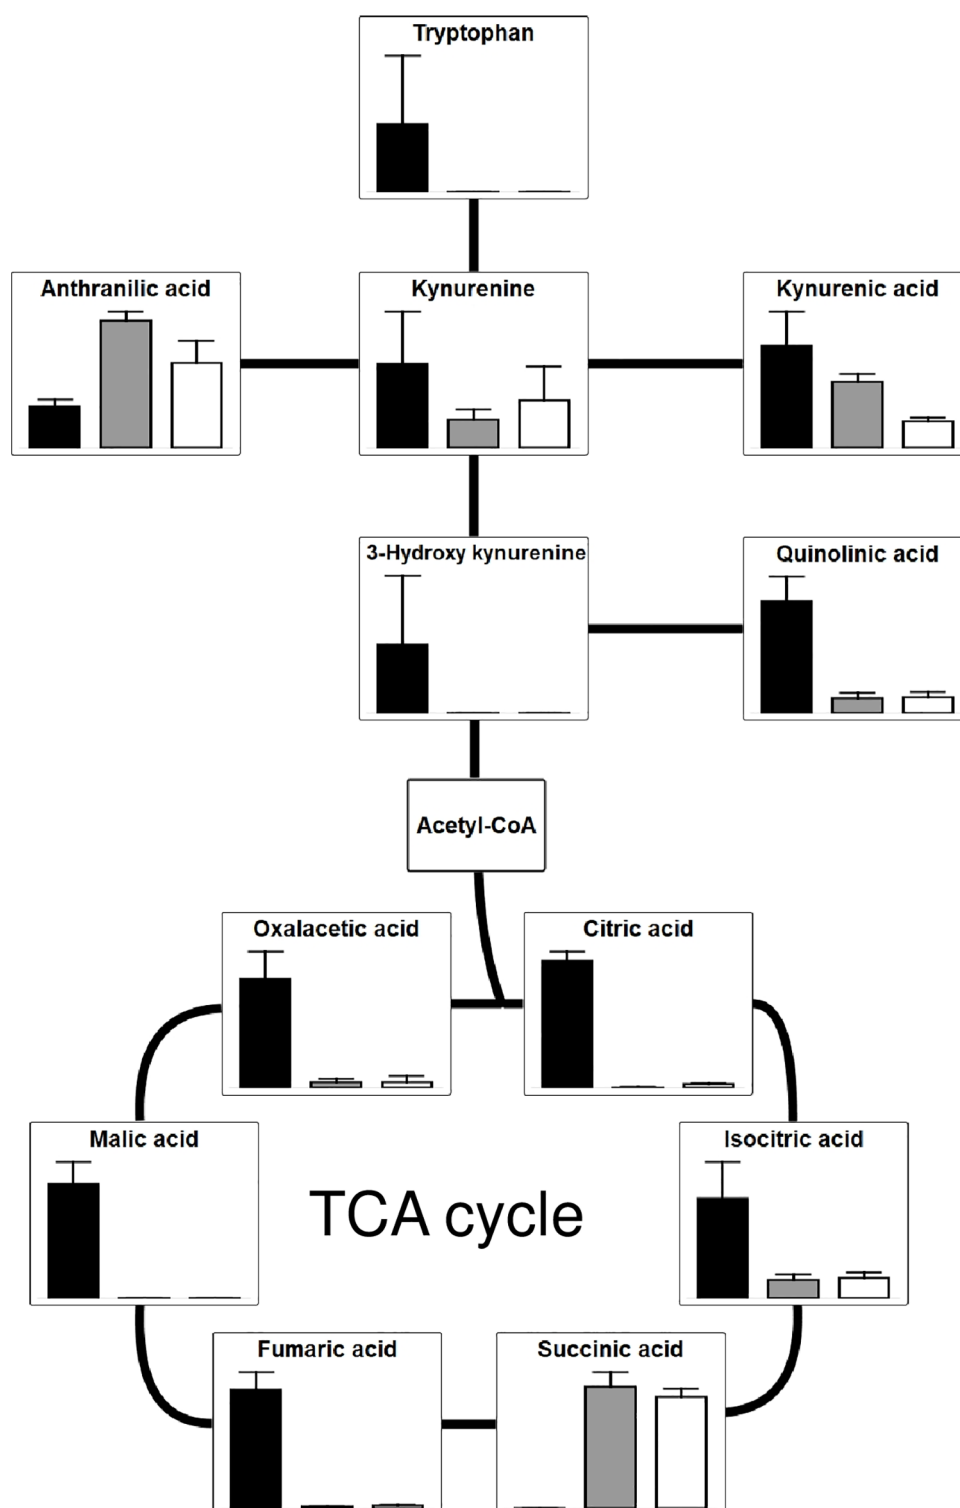 Tryptophan
Anthranilic acid
Kynurenine
Kynurenic acid
3-Hydroxy kynurenine
Quinolinic acid
Acetyl-CoA
Oxalacetic acid
Citric acid
Malic acid
Isocitric acid
TCA cycle
Fumaric acid
Succinic acid